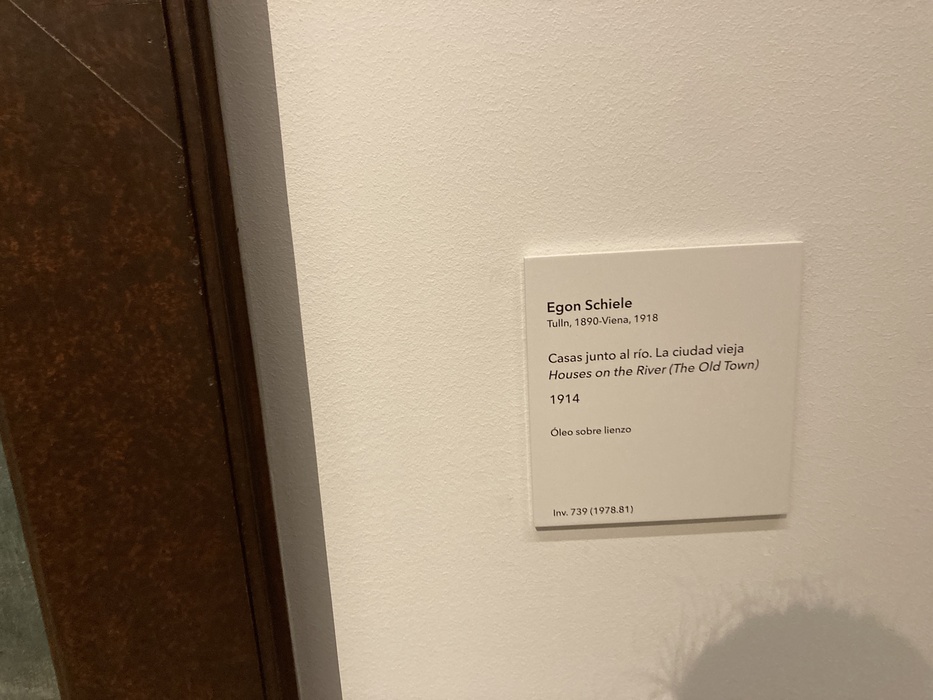 Egon Schiele
Tulln, 1890-Viena, 1918
Casas junto al río. La ciudad vieja
Houses on the River (The Old Town)
1914
Óleo sobre lienzo
Inv. 739 (1978.81)